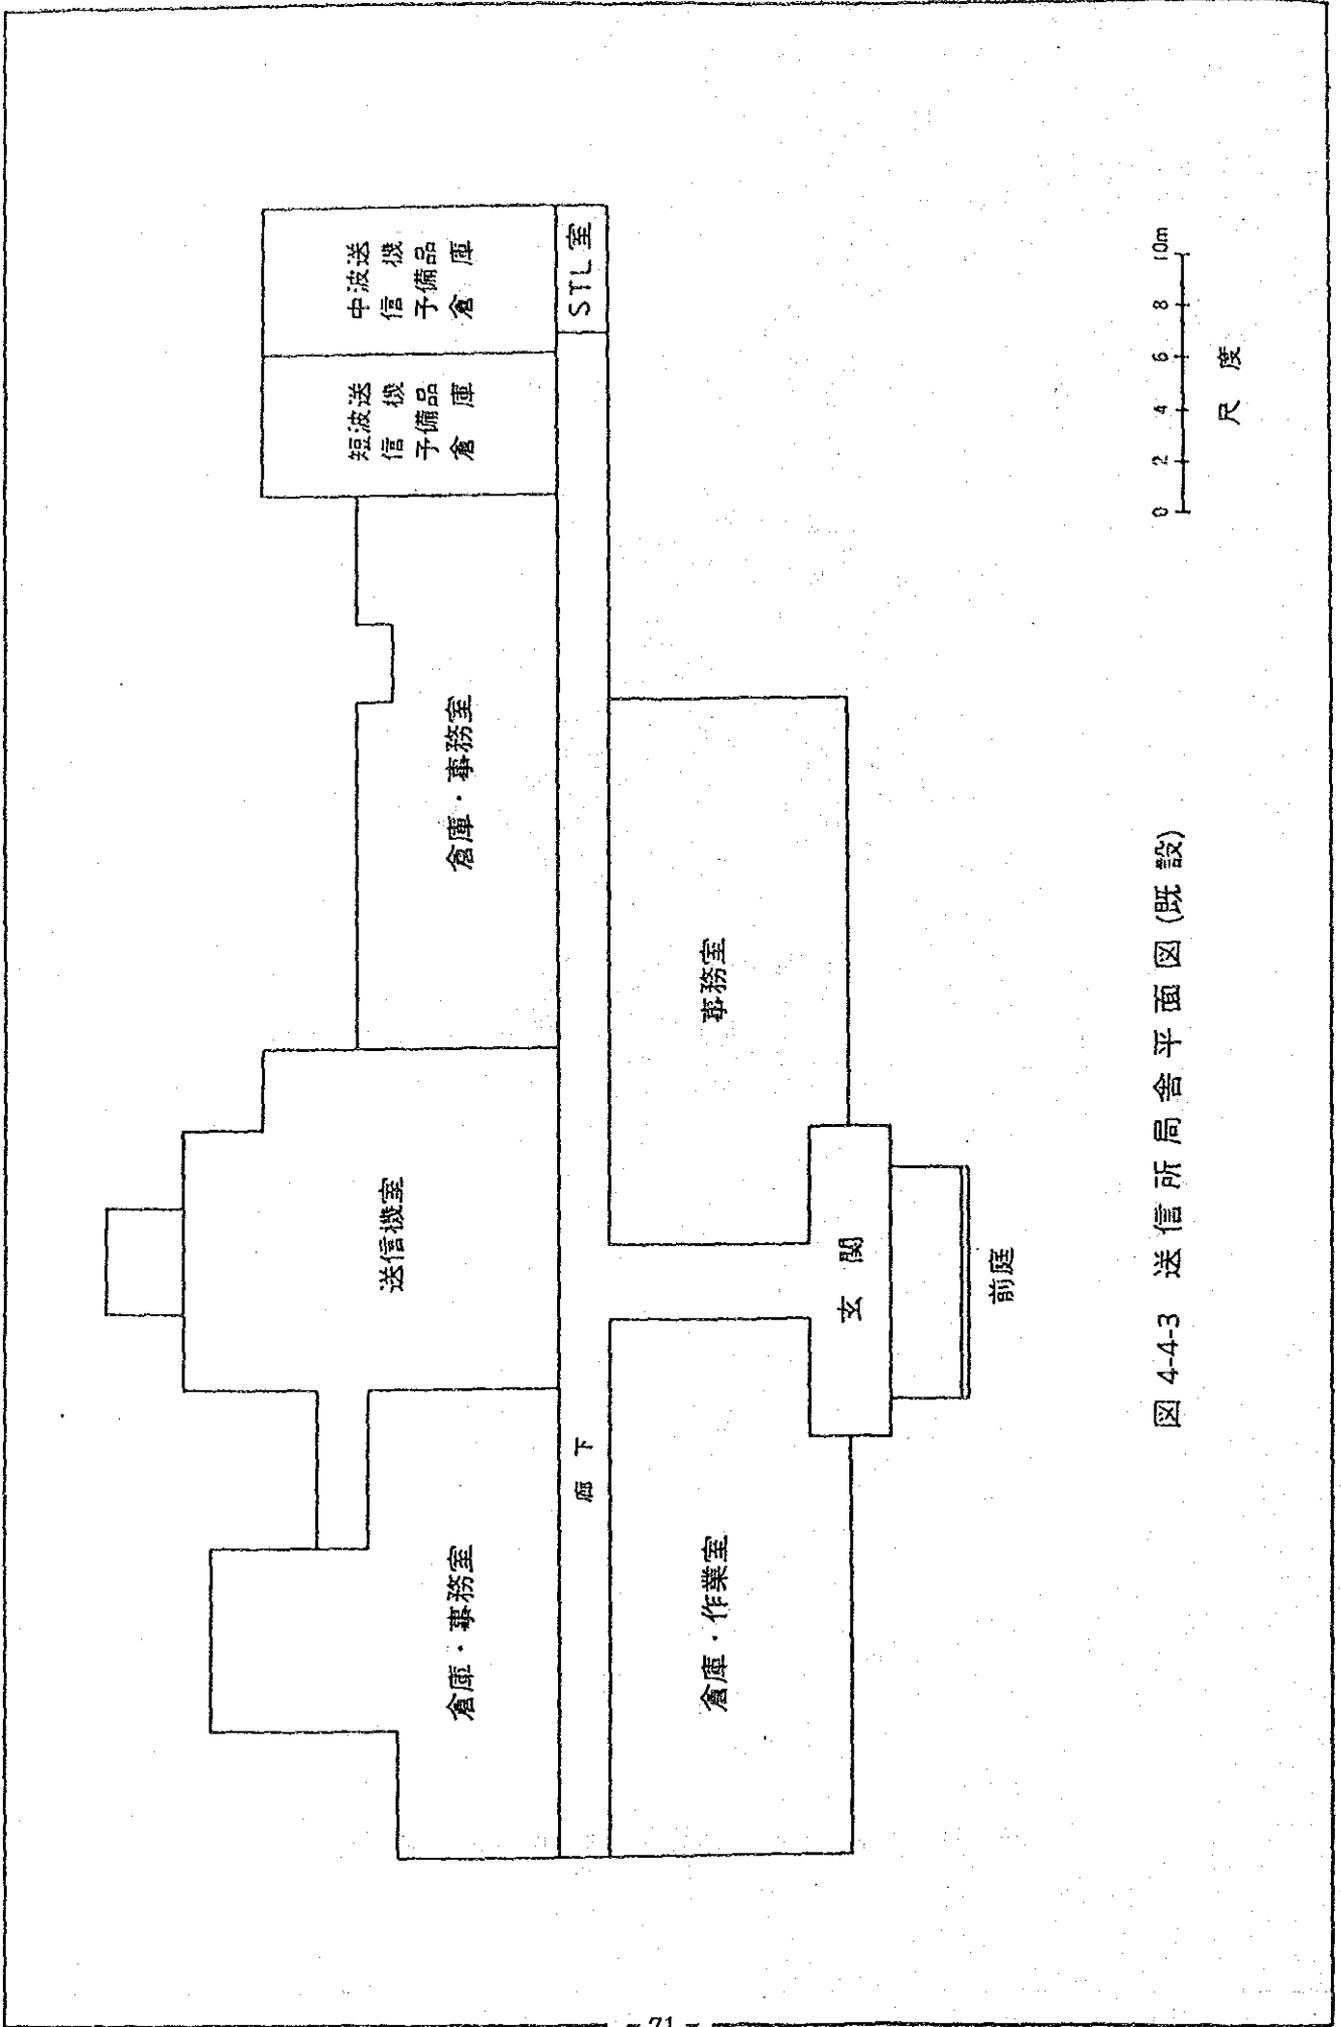 中波送
信機
予備品
倉庫
短波送
信機
予備品
倉庫
STL室
倉庫・事務室
送信機室
倉庫・事務室
廊下
事務室
倉庫・作業室
玄関
前庭
0 2 4 6 8 10m
尺度
図 4-4-3 送信所局舎平面図(既設)
- 71 -